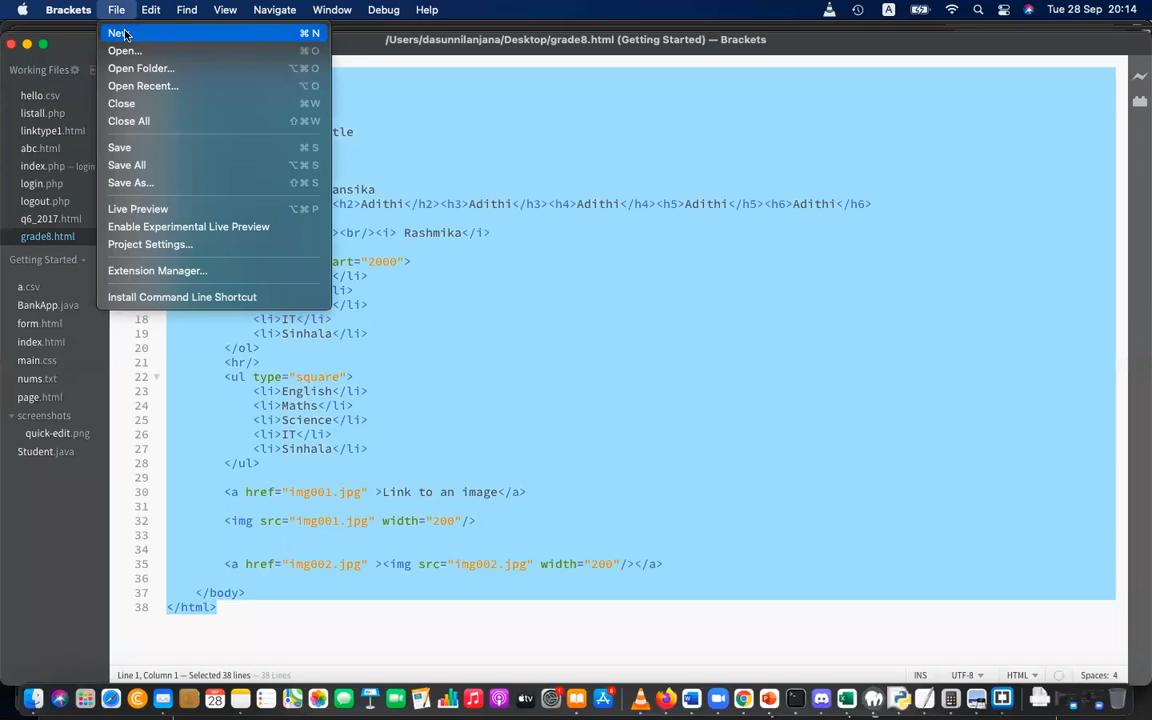 Brackets File Edit Find View Navigate Window Debug Help A Tue 28 Sep 20:14
/Users/dasunnilanjana/Desktop/grade8.html (Getting Started) — Brackets
New ⌘ N
Open... ⌘ O
Open Folder... ⌥⌘ O
Open Recent... ⌥ O
Close ⌘ W
Close All ⇧⌘ W
Save ⌘ S
Save All ⌥⌘ S
Save As... ⇧⌘ S
Live Preview ⌥⌘ P
Enable Experimental Live Preview
Project Settings...
Extension Manager...
Install Command Line Shortcut
Working Files
hello.csv
listall.php
linktype1.html
abc.html
index.php — login
login.php
logout.php
q6_2017.html
grade8.html
Getting Started
a.csv
BankApp.java
form.html
index.html
main.css
nums.txt
page.html
screenshots
quick-edit.png
Student.java
tle
ansika
<h2>Adithi</h2><h3>Adithi</h3><h4>Adithi</h4><h5>Adithi</h5><h6>Adithi</h6>
><br/><i> Rashmika</i>
art="2000">
</li>
li>
</li>
18 <li>IT</li>
19 <li>Sinhala</li>
20 </ol>
21 <hr/>
22 <ul type="square">
23 <li>English</li>
24 <li>Maths</li>
25 <li>Science</li>
26 <li>IT</li>
27 <li>Sinhala</li>
28 </ul>
29
30 <a href="img001.jpg" >Link to an image</a>
31
32 <img src="img001.jpg" width="200"/>
33
34
35 <a href="img002.jpg" ><img src="img002.jpg" width="200"/></a>
36
37 </body>
38 </html>
Line 1, Column 1 — Selected 38 lines — 38 Lines INS UTF-8 HTML Spaces: 4
SEP
28
tv
6